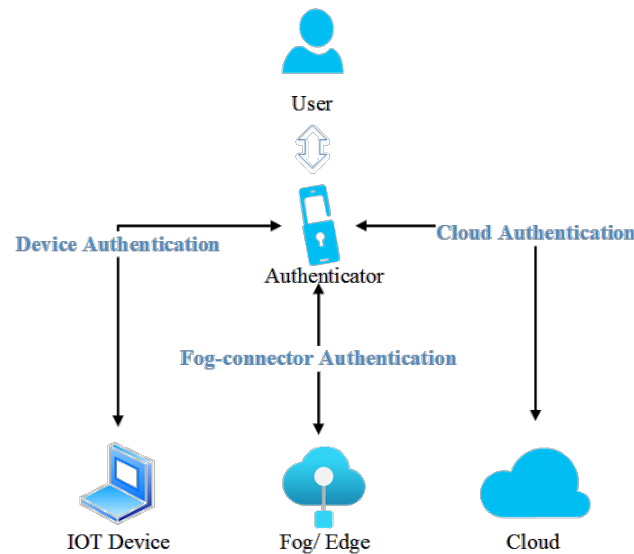 User
Device Authentication
Cloud Authentication
Authenticator
Fog-connector Authentication
IOT Device
Fog/ Edge
Cloud